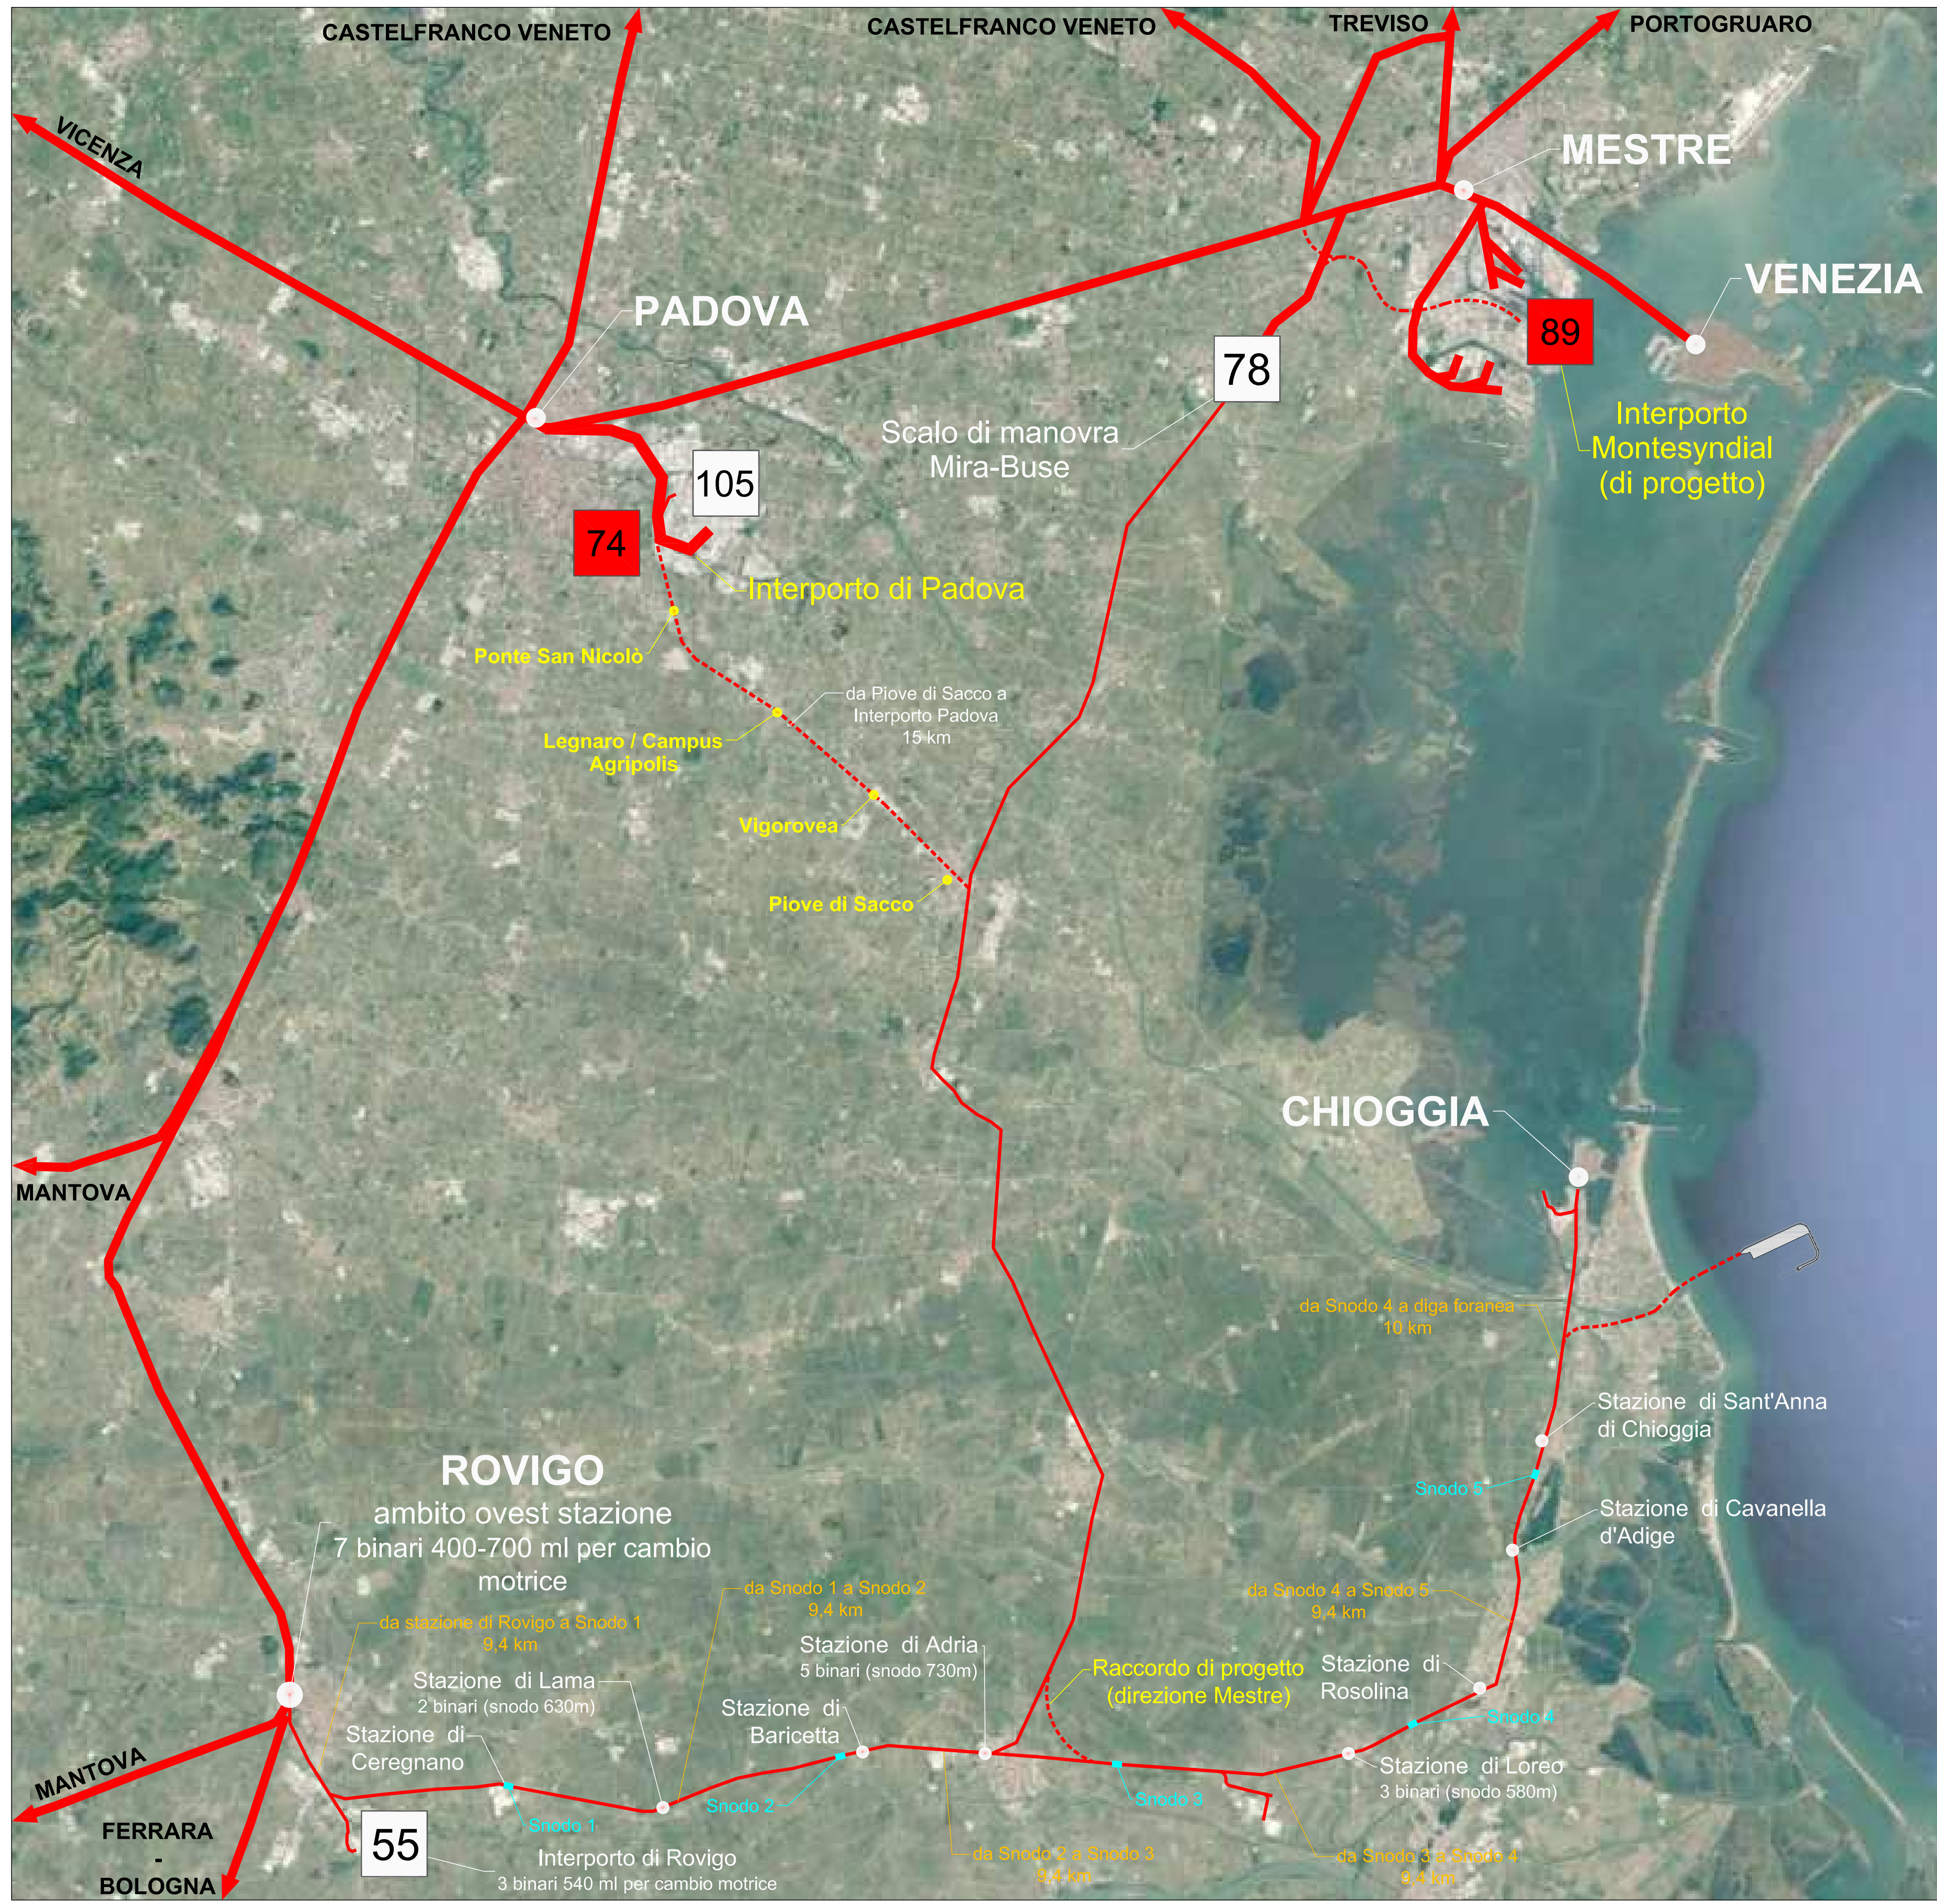 CASTELFRANCO VENETO
CASTELFRANCO VENETO
TREVISO
PORTOGRUARO
VICENZA
MESTRE
VENEZIA
PADOVA
89
78
Interporto
Montesyndial
(di progetto)
Scalo di manovra
Mira-Buse
105
74
Interporto di Padova
Ponte San Nicolò
da Piove di Sacco a
Interporto Padova
15 km
Legnaro / Campus
Agripolis
Vigorovea
Piove di Sacco
CHIOGGIA
MANTOVA
da Snodo 4 a diga foranea
10 km
Stazione di Sant'Anna
di Chioggia
Snodo 5
Stazione di Cavanella
d'Adige
ROVIGO
ambito ovest stazione
7 binari 400-700 ml per cambio
motrice
da Snodo 1 a Snodo 2
9.4 km
da Snodo 4 a Snodo 5
9,4 km
da stazione di Rovigo a Snodo 1
9,4 km
Stazione di Adria
5 binari (snodo 730m)
Raccordo di progetto
(direzione Mestre)
Stazione di
Rosolina
Stazione di Lama
2 binari (snodo 630m)
Stazione di
Baricetta
Snodo 4
Stazione di
Ceregnano
MANTOVA
Stazione di Loreo
3 binari (snodo 580m)
Snodo 1
Snodo 2
Snodo 3
FERRARA
-
BOLOGNA
55
Interporto di Rovigo
3 binari 540 ml per cambio motrice
da Snodo 2 a Snodo 3
9,4 km
da Snodo 3 a Snodo 4
9.4 km